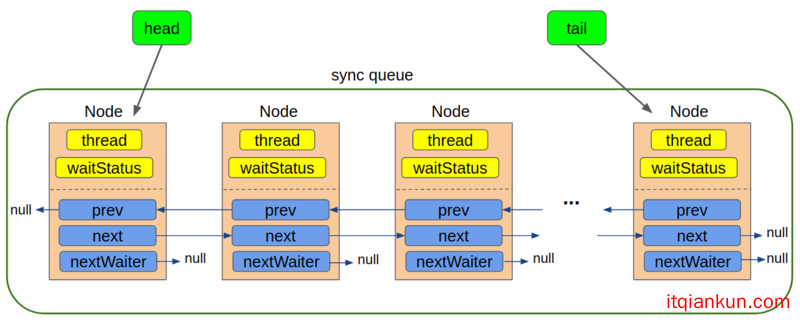 head
tail
sync queue
Node Node Node Node
thread thread thread thread
waitStatus waitStatus waitStatus waitStatus
...
null prev prev prev prev
next next next next null
nextWaiter null nextWaiter null nextWaiter null nextWaiter null
itqiankun.com